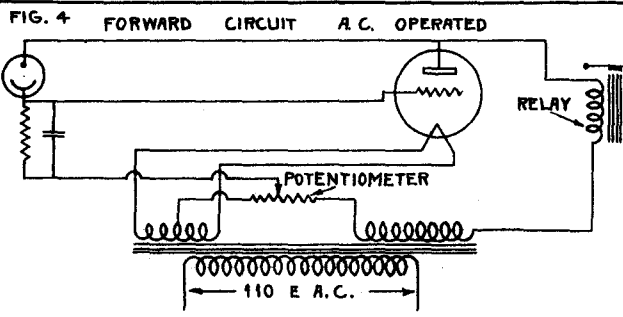 FIG. 4 FORWARD CIRCUIT A.C. OPERATED
RELAY
POTENTIOMETER
110 E A.C.